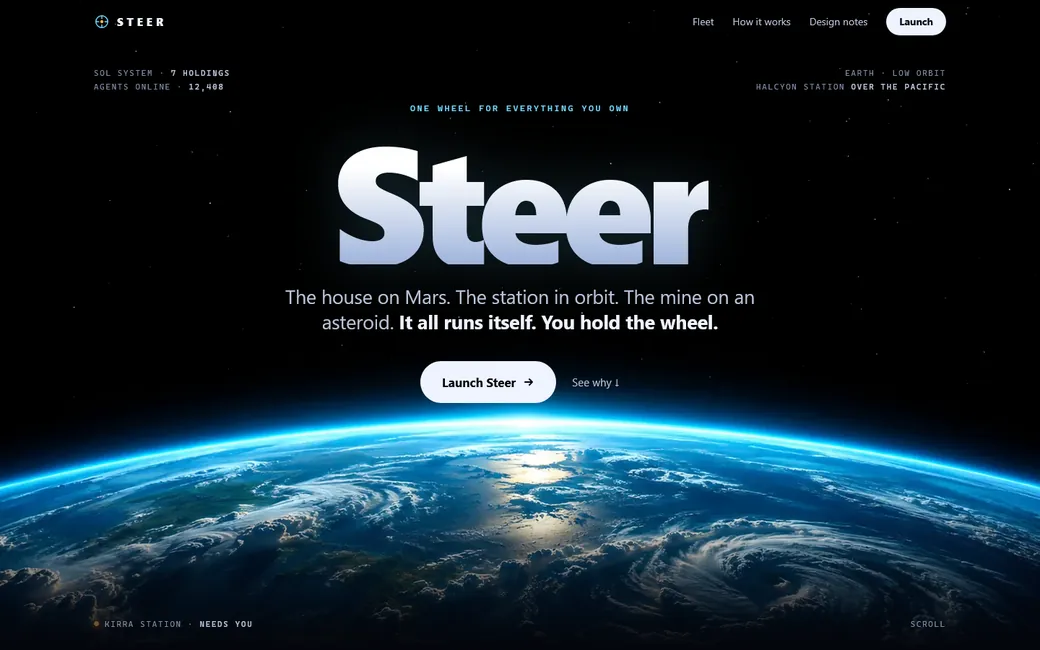 STEER
Fleet
How it works
Design notes
Launch
SOL SYSTEM · 7 HOLDINGS
AGENTS ONLINE · 12,408
EARTH · LOW ORBIT
HALCYON STATION OVER THE PACIFIC
ONE WHEEL FOR EVERYTHING YOU OWN
Steer
The house on Mars. The station in orbit. The mine on an
asteroid. It all runs itself. You hold the wheel.
Launch Steer →
See why ↓
KIRRA STATION · NEEDS YOU
SCROLL